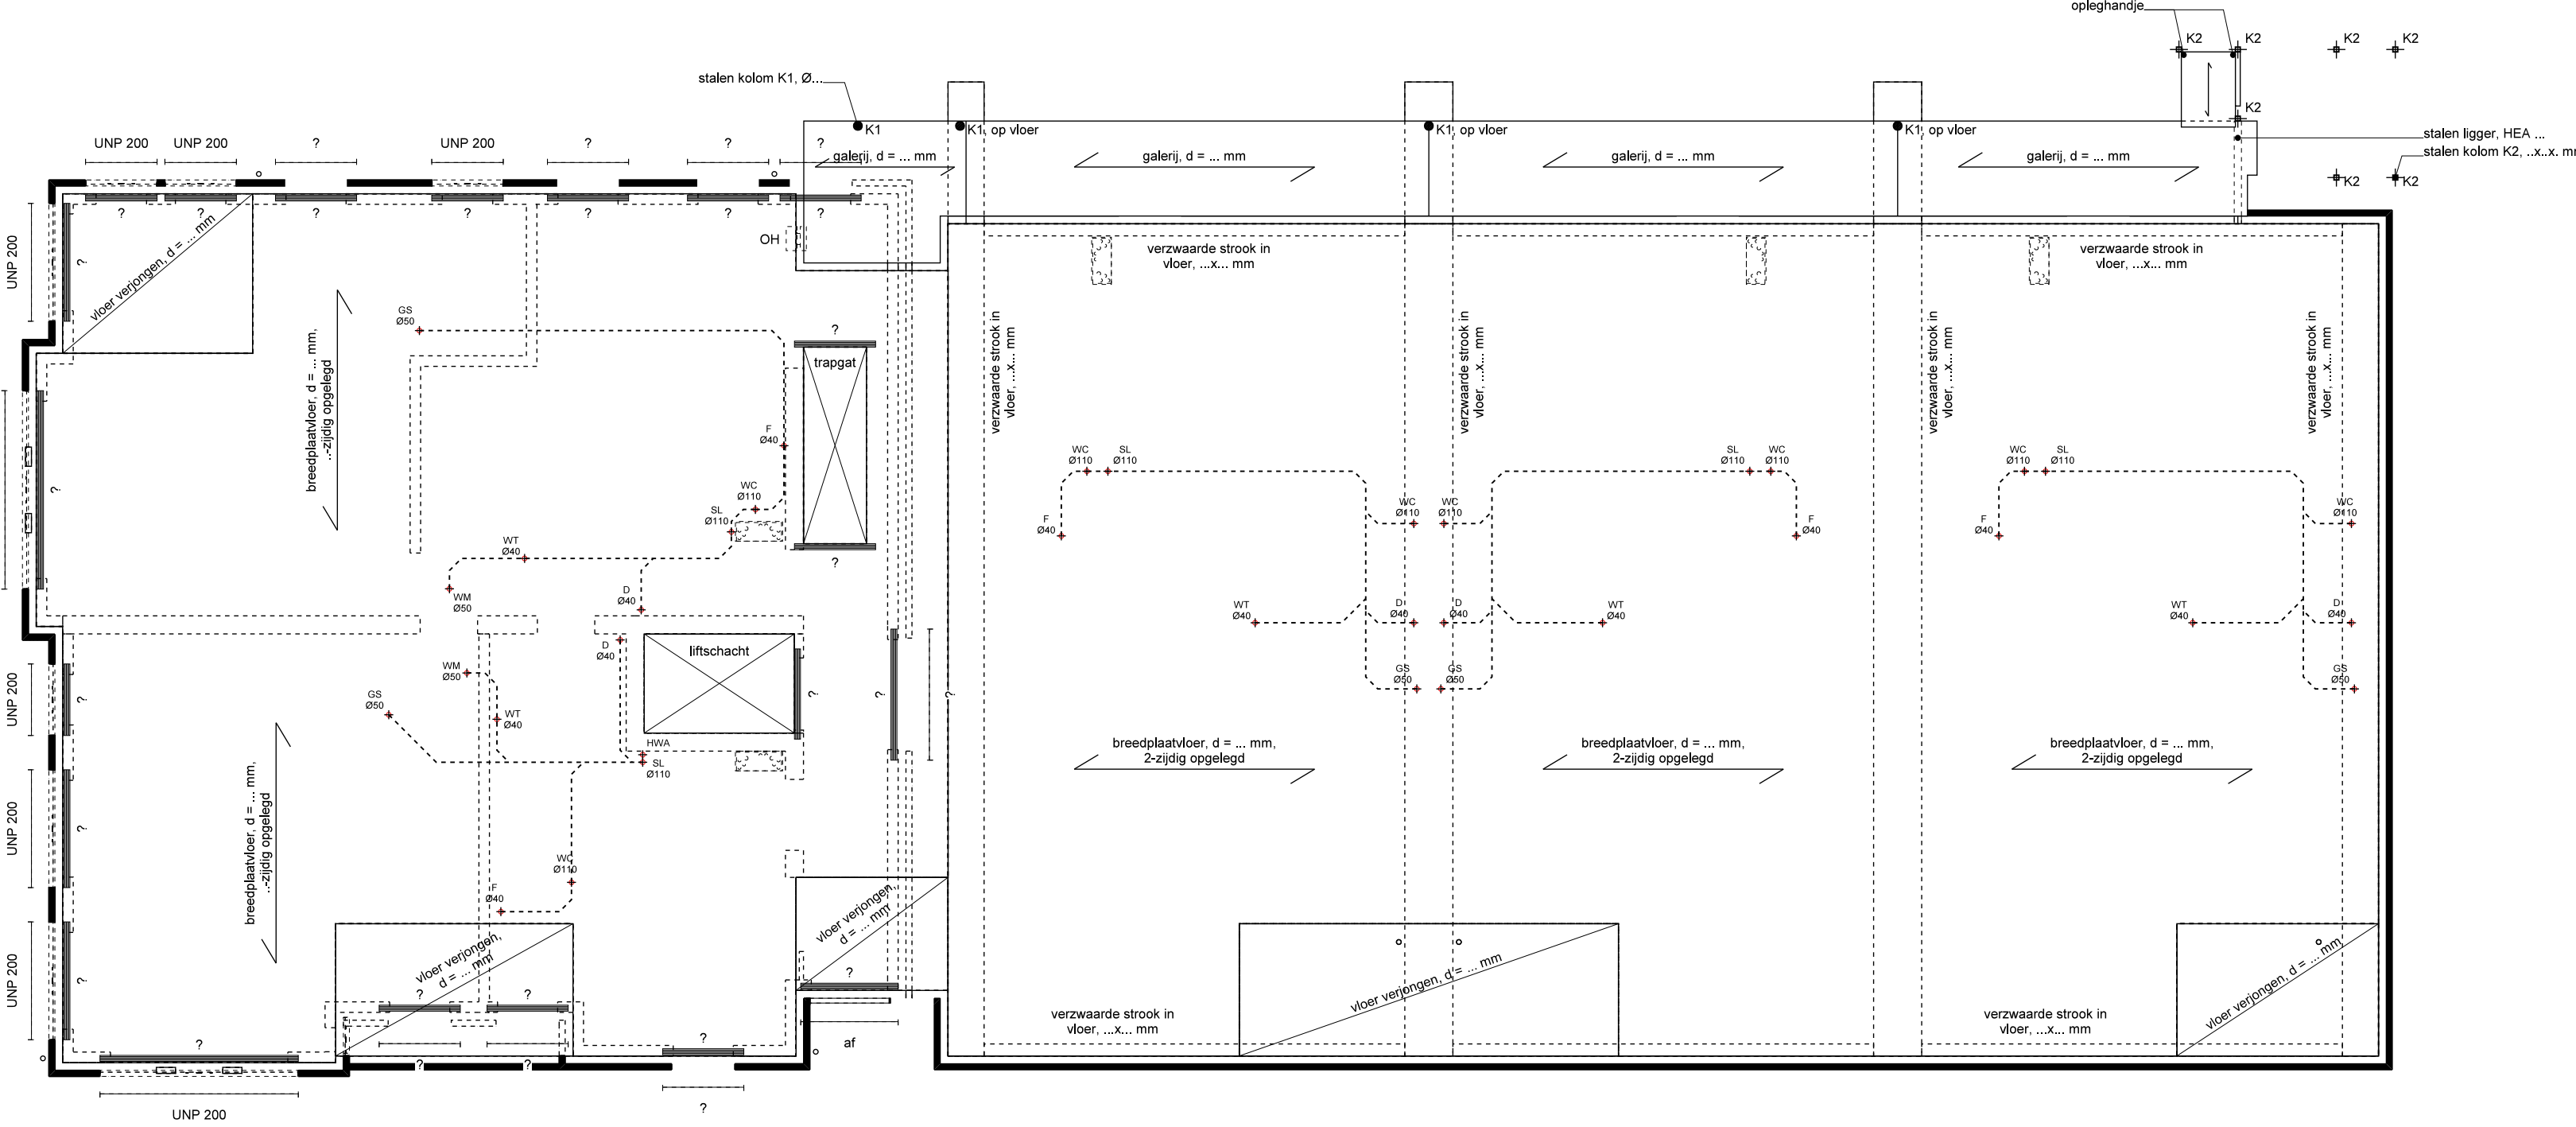 opleghandje
K2
K2
K2
K2
stalen kolom K1, Ø...
K2
K1
K1, op vloer
K1, op vloer
K1, op vloer
stalen ligger, HEA ...
UNP 200
UNP 200
?
UNP 200
?
?
?
galerij, d = ... mm
galerij, d = ... mm
galerij, d = ... mm
galerij, d = ... mm
stalen kolom K2, ..x..x. mm
K2
K2
?
?
?
?
?
?
?
UNP 200
?
vloer verjongen, d = ... mm
OH
verzwaarde strook in
vloer, ...x... mm
verzwaarde strook in
vloer, ...x... mm
GS
Ø50
?
trapgat
breedplaatvloer, d = ... mm,
..-zijdig opgelegd
verzwaarde strook in
vloer, ...x... mm
verzwaarde strook in
vloer, ...x... mm
verzwaarde strook in
vloer, ...x... mm
verzwaarde strook in
vloer, ...x... mm
F
Ø40
WC
Ø110
SL
Ø110
SL
Ø110
WC
Ø110
WC
Ø110
SL
Ø110
?
WC
Ø110
SL
Ø110
WC
Ø110
WC
Ø110
WC
Ø110
F
Ø40
F
Ø40
F
Ø40
WT
Ø40
?
WM
Ø50
D
Ø40
WT
Ø40
D
Ø40
D
Ø40
WT
Ø40
WT
Ø40
D
Ø40
D
Ø40
liftschacht
WM
Ø50
GS
Ø50
GS
Ø50
GS
Ø50
UNP 200
?
GS
Ø50
WT
Ø40
?
?
?
HWA
SL
Ø110
breedplaatvloer, d = ... mm,
2-zijdig opgelegd
breedplaatvloer, d = ... mm,
2-zijdig opgelegd
breedplaatvloer, d = ... mm,
2-zijdig opgelegd
UNP 200
?
breedplaatvloer, d = ... mm,
..-zijdig opgelegd
WC
Ø110
F
Ø40
vloer verjongen,
d = ... mm
vloer verjongen,
d = ... mm
UNP 200
?
?
?
?
vloer verjongen, d = ... mm
vloer verjongen, d = ... mm
verzwaarde strook in
vloer, ...x... mm
verzwaarde strook in
vloer, ...x... mm
?
?
af
?
?
UNP 200
?